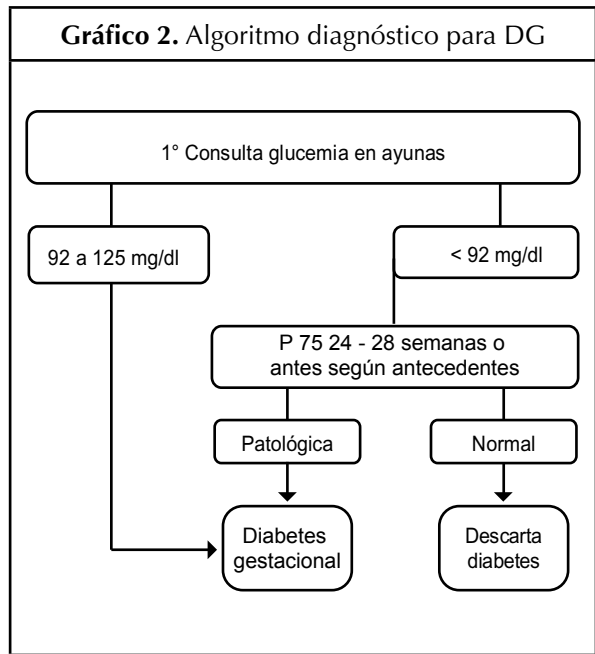 Gráfico 2. Algoritmo diagnóstico para DG
1° Consulta glucemia en ayunas
92 a 125 mg/dl
< 92 mg/dl
P 75 24 - 28 semanas o
antes según antecedentes
Patológica
Normal
Diabetes
gestacional
Descarta
diabetes